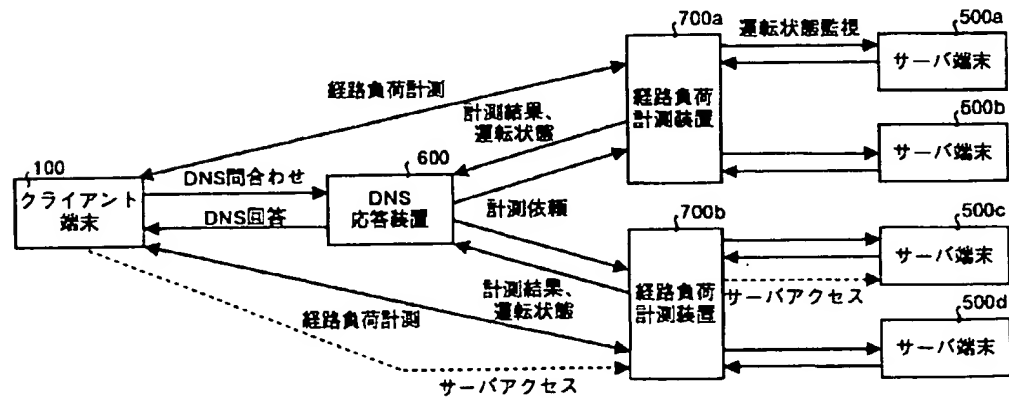 700a
500a
運転状態監視
サーバ端末
経路負荷計測
経路負荷
計測装置
計測結果、
運転状態
500b
サーバ端末
100
600
クライアント
端末
DNS問合わせ
DNS
応答装置
DNS回答
計測依頼
700b
500c
サーバ端末
経路負荷
計測装置
サーバアクセス
計測結果、
運転状態
経路負荷計測
500d
サーバ端末
サーバアクセス